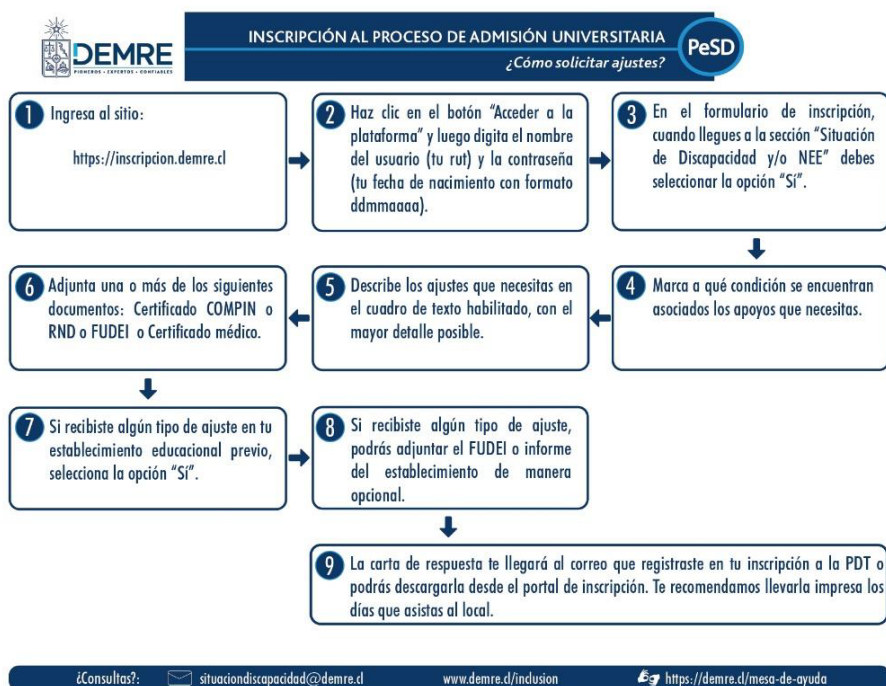 DEMRE
PIONEROS • EXPERTOS • CONFIABLES
INSCRIPCIÓN AL PROCESO DE ADMISIÓN UNIVERSITARIA
¿Cómo solicitar ajustes?
PeSD
1
Ingresa al sitio:
https://inscripcion.demre.cl
2
Haz clic en el botón “Acceder a la
plataforma” y luego digita el nombre
del usuario (tu rut) y la contraseña
(tu fecha de nacimiento con formato
ddmmaaaa).
3
En el formulario de inscripción,
cuando llegues a la sección “Situación
de Discapacidad y/o NEE” debes
seleccionar la opción “Sí”.
4
Marca a qué condición se encuentran
asociados los apoyos que necesitas.
5
Describe los ajustes que necesitas en
el cuadro de texto habilitado, con el
mayor detalle posible.
6
Adjunta una o más de los siguientes
documentos: Certificado COMPIN o
RND o FUDEI o Certificado médico.
7
Si recibiste algún tipo de ajuste en tu
establecimiento educacional previo,
selecciona la opción “Sí”.
8
Si recibiste algún tipo de ajuste,
podrás adjuntar el FUDEI o informe
del establecimiento de manera
opcional.
9
La carta de respuesta te llegará al correo que registraste en tu inscripción a la PDT o
podrás descargarla desde el portal de inscripción. Te recomendamos llevarla impresa los
días que asistas al local.
¿Consultas?: situaciondiscapacidad@demre.cl www.demre.cl/inclusion https://demre.cl/mesa-de-ayuda